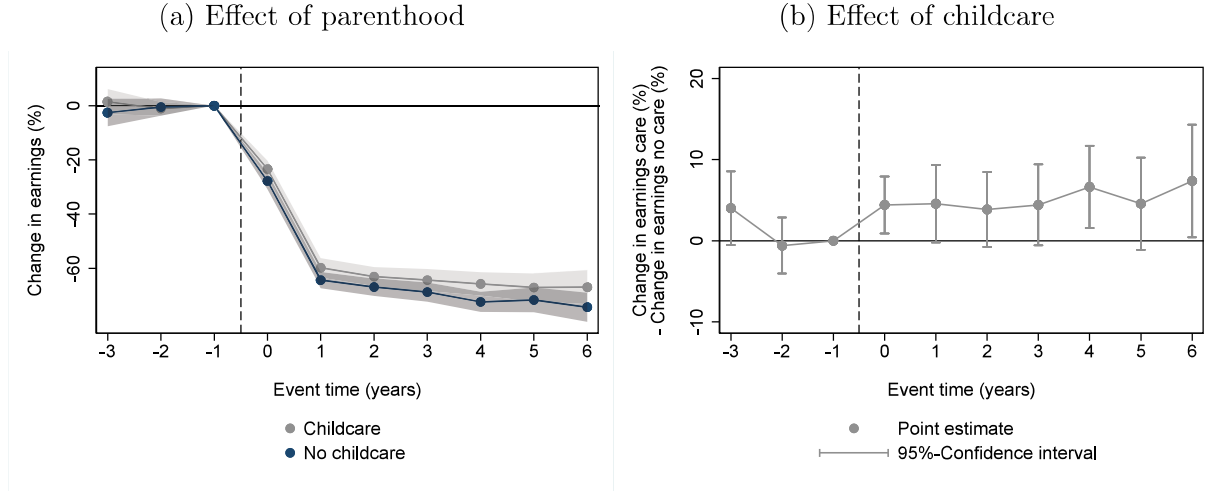 (a) Effect of parenthood
Change in earnings (%)
0
-20
-40
-60
-3 -2 -1 0 1 2 3 4 5 6
Event time (years)
Childcare
No childcare
(b) Effect of childcare
Change in earnings care (%)
- Change in earnings no care (%)
20
10
0
-10
-3 -2 -1 0 1 2 3 4 5 6
Event time (years)
Point estimate
95%-Confidence interval